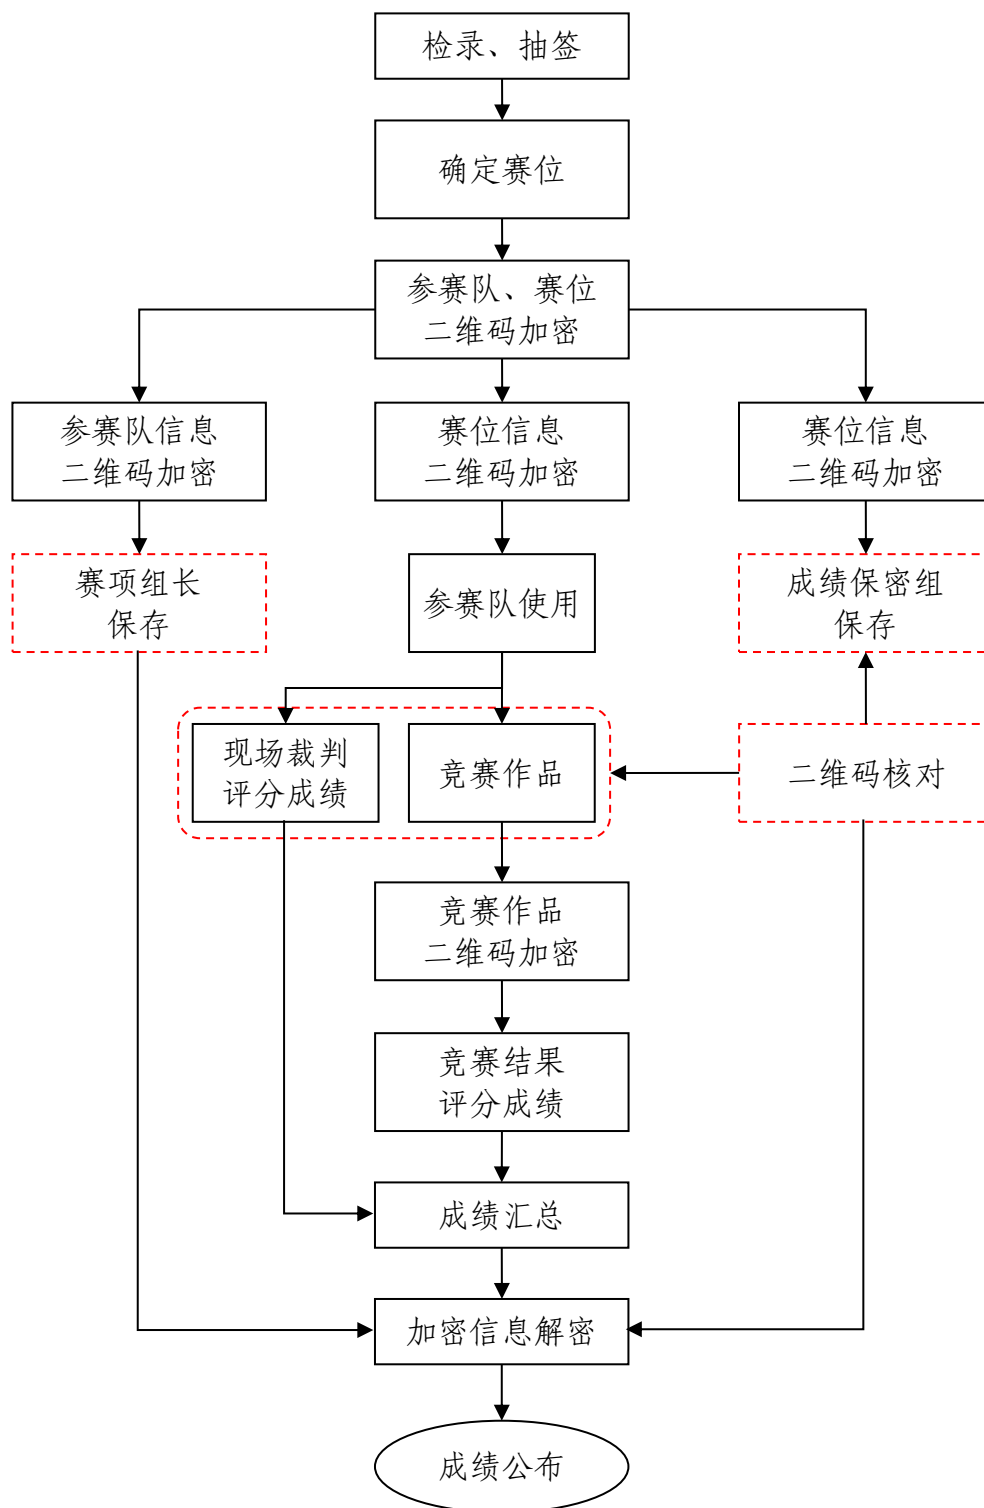 检录、抽签
确定赛位
参赛队、赛位
二维码加密
参赛队信息
二维码加密
赛位信息
二维码加密
赛位信息
二维码加密
赛项组长
保存
参赛队使用
成绩保密组
保存
现场裁判
评分成绩
竞赛作品
二维码核对
竞赛作品
二维码加密
竞赛结果
评分成绩
成绩汇总
加密信息解密
成绩公布